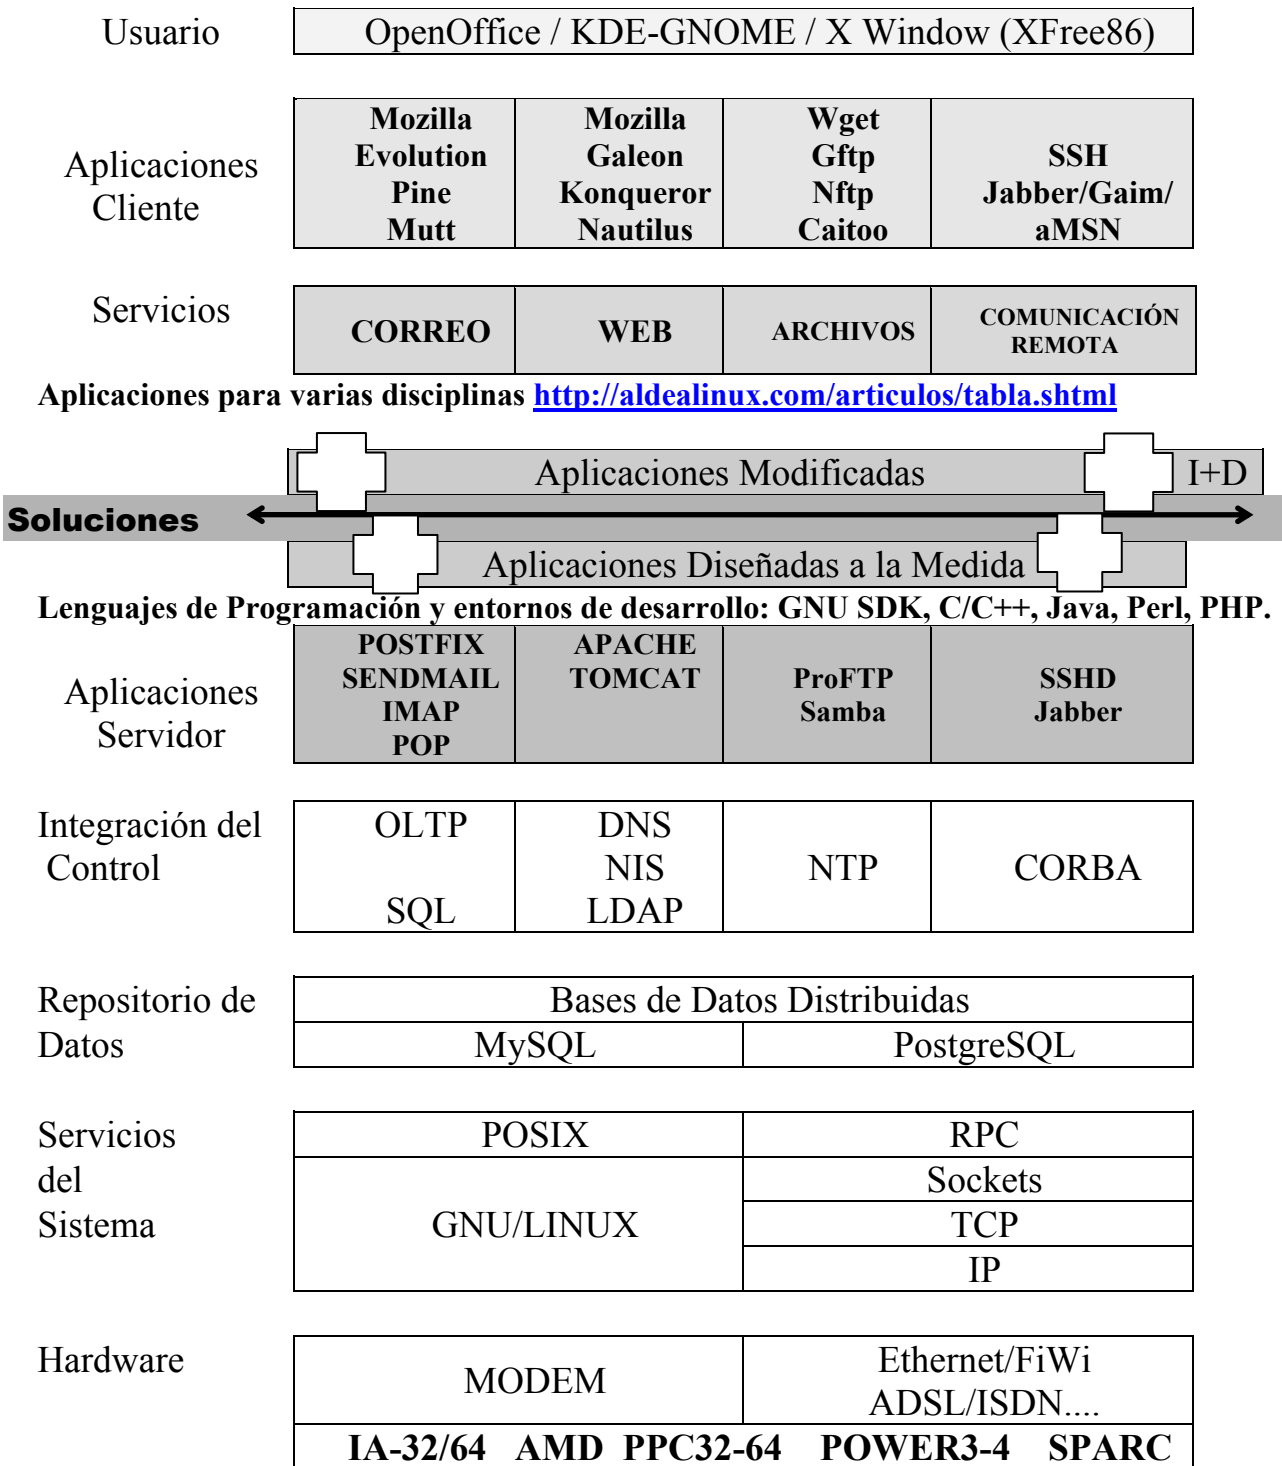 Usuario
OpenOffice / KDE-GNOME / X Window (XFree86)
Aplicaciones
Cliente
Mozilla
Evolution
Pine
Mutt
Mozilla
Galeon
Konqueror
Nautilus
Wget
Gftp
Nftp
Caitoo
SSH
Jabber/Gaim/
aMSN
Servicios
CORREO
WEB
ARCHIVOS
COMUNICACIÓN
REMOTA
Aplicaciones para varias disciplinas http://aldealinux.com/articulos/tabla.shtml
Aplicaciones Modificadas
I+D
Soluciones
Aplicaciones Diseñadas a la Medida
Lenguajes de Programación y entornos de desarrollo: GNU SDK, C/C++, Java, Perl, PHP.
Aplicaciones
Servidor
POSTFIX
SENDMAIL
IMAP
POP
APACHE
TOMCAT
ProFTP
Samba
SSHD
Jabber
Integración del
Control
OLTP
SQL
DNS
NIS
LDAP
NTP
CORBA
Repositorio de
Datos
Bases de Datos Distribuidas
MySQL
PostgreSQL
Servicios
del
Sistema
POSIX
GNU/LINUX
RPC
Sockets
TCP
IP
Hardware
MODEM
Ethernet/FiWi
ADSL/ISDN....
IA-32/64 AMD PPC32-64 POWER3-4 SPARC